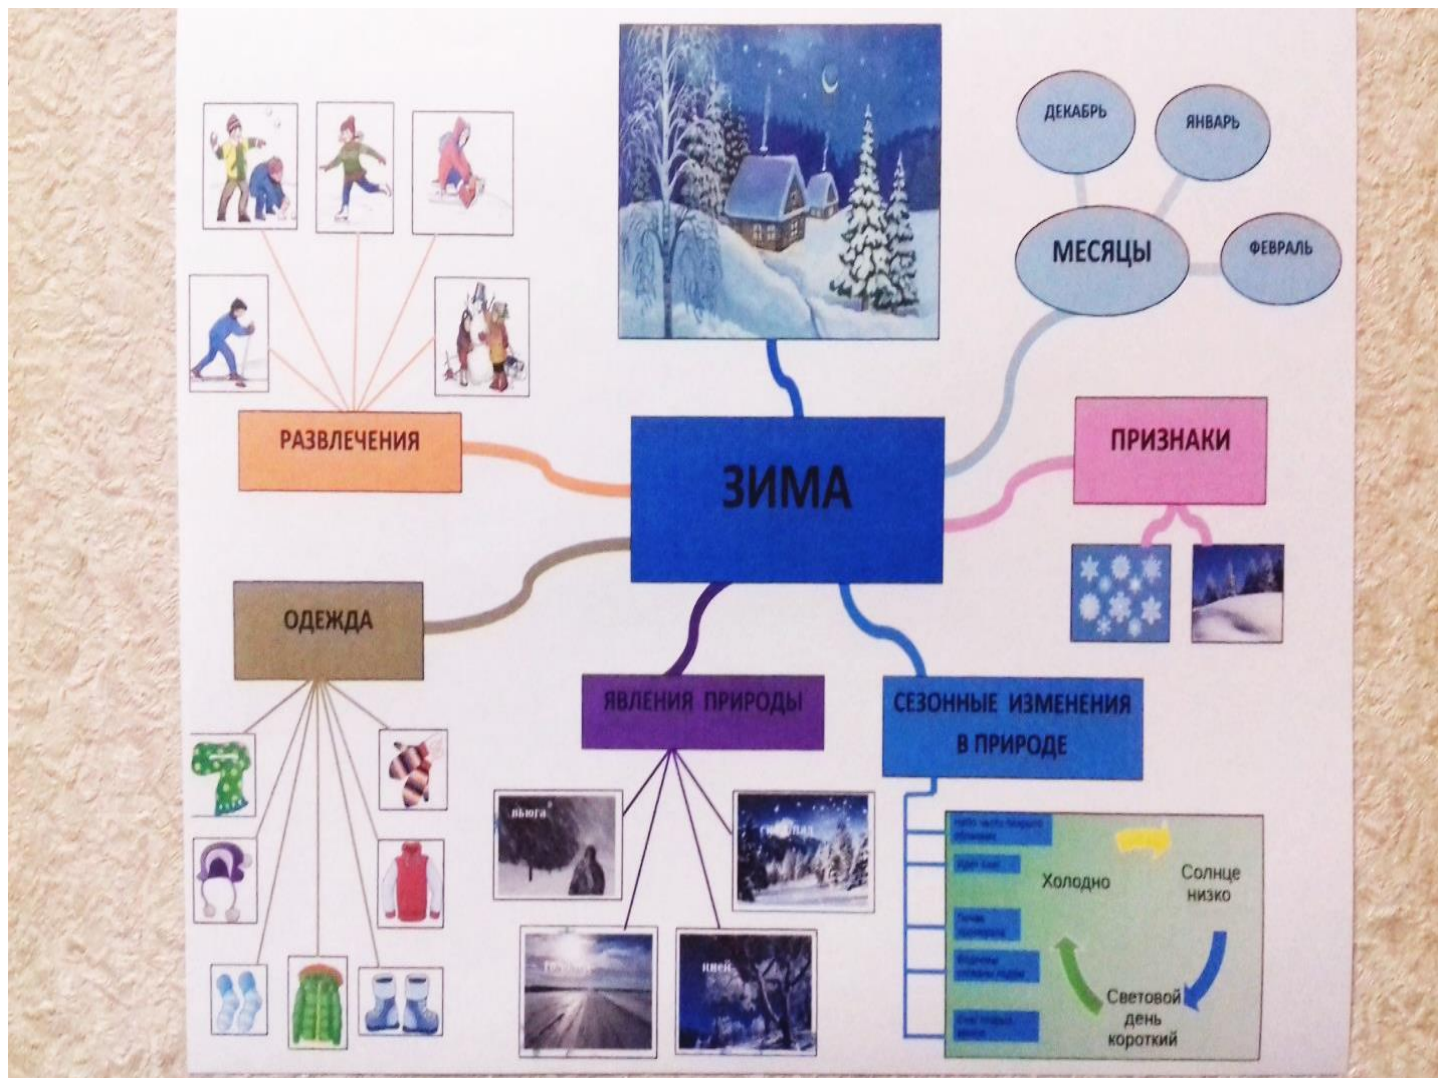 ДЕКАБРЬ
ЯНВАРЬ
МЕСЯЦЫ
ФЕВРАЛЬ
РАЗВЛЕЧЕНИЯ
ЗИМА
ПРИЗНАКИ
ОДЕЖДА
ЯВЛЕНИЯ ПРИРОДЫ
СЕЗОННЫЕ ИЗМЕНЕНИЯ
В ПРИРОДЕ
вьюга
иней
Холодно
Солнце
низко
Световой
день
короткий